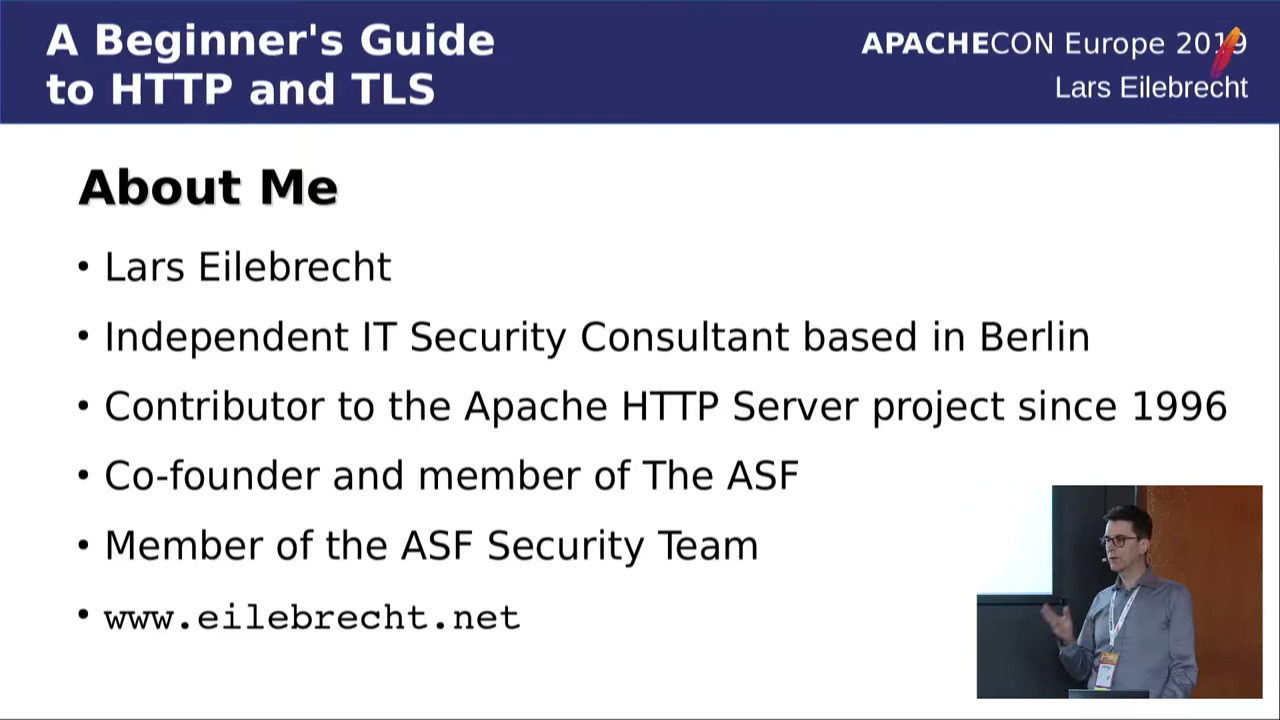 A Beginner's Guide
to HTTP and TLS
APACHECON Europe 2019
Lars Eilebrecht
About Me
• Lars Eilebrecht
• Independent IT Security Consultant based in Berlin
• Contributor to the Apache HTTP Server project since 1996
• Co-founder and member of The ASF
• Member of the ASF Security Team
• www.eilebrecht.net